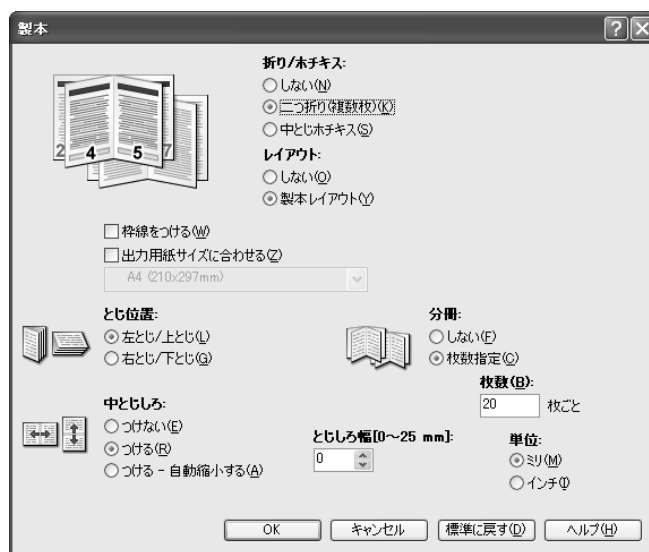 製本
折り/ホチキス:
しない(N)
二つ折り(複数枚)(K)
中とじホチキス(S)
レイアウト:
しない(O)
製本レイアウト(Y)
2 4 5 7
枠線をつける(W)
出力用紙サイズに合わせる(Z)
A4 (210x297mm)
とじ位置:
左とじ/上とじ(L)
右とじ/下とじ(G)
分冊:
しない(F)
枚数指定(C)
枚数(B):
20 枚ごと
中とじしろ:
つけない(E)
つける(R)
つける - 自動縮小する(A)
とじしろ幅[0～25 mm]:
0
単位:
ミリ(M)
インチ(I)
OK キャンセル 標準に戻す(D) ヘルプ(H)